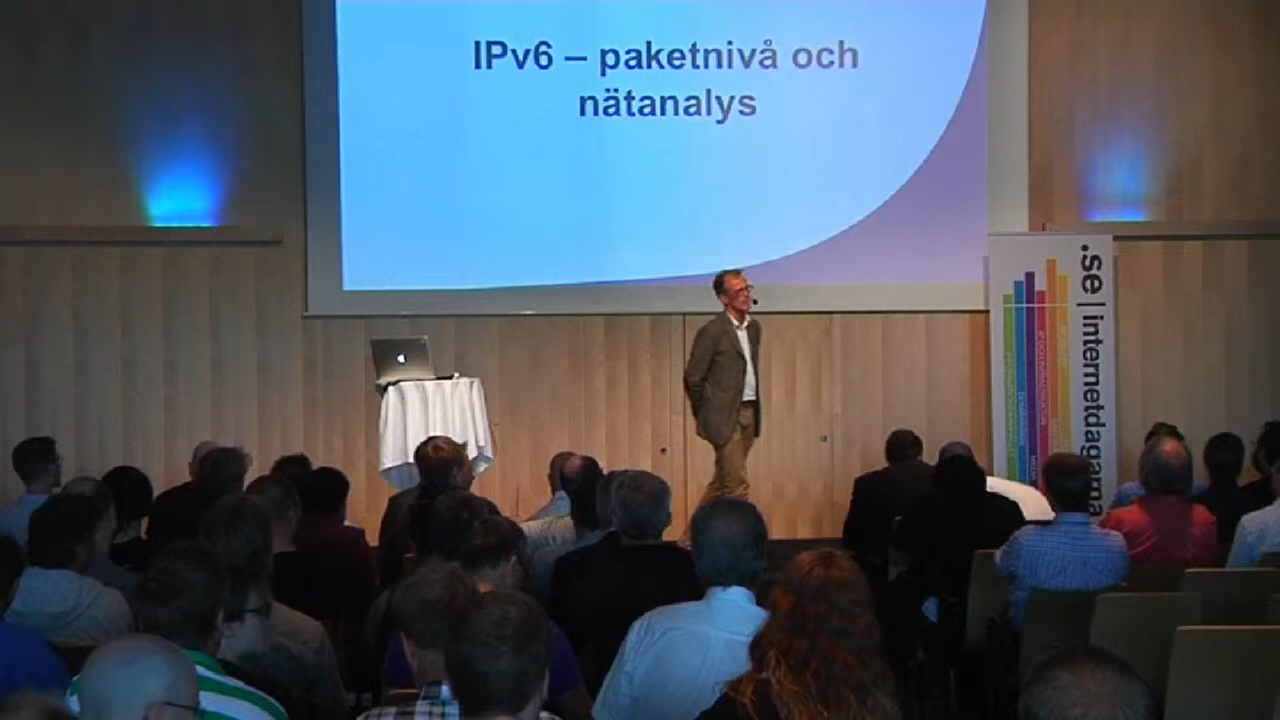 IPv6 – paketnivå och
nätanalys
.se | internetdagarna